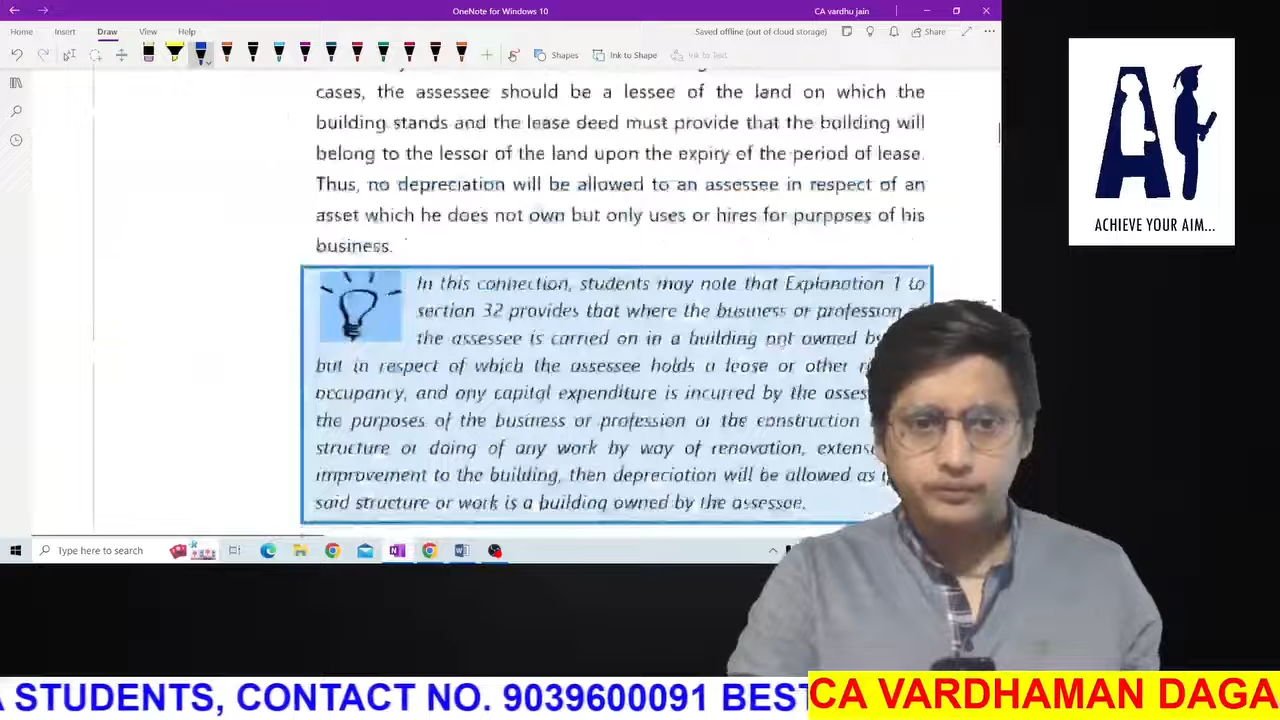 OneNote for Windows 10
CA vardhu jain
Home Insert Draw View Help
Saved offline (out of cloud storage)
Share
Shapes
Ink to Shape
Ink to Text
cases, the assessee should be a lessee of the land on which the
building stands and the lease deed must provide that the building will
belong to the lessor of the land upon the expiry of the period of lease.
Thus, no depreciation will be allowed to an assessee in respect of an
asset which he does not own but only uses or hires for purposes of his
business.
In this connection, students may note that Explanation 1 to
section 32 provides that where the business or profession
the assessee is carried on in a building not owned by
but in respect of which the assessee holds a lease or other
occupancy, and any capital expenditure is incurred by the
the purposes of the business or profession or the construction
structure or doing of any work by way of renovation,
improvement to the building, then depreciation will be allowed as
said structure or work is a building owned by the assessee.
Type here to search
ACHIEVE YOUR AIM...
A STUDENTS, CONTACT NO. 9039600091 BEST
CA VARDHAMAN DAGA